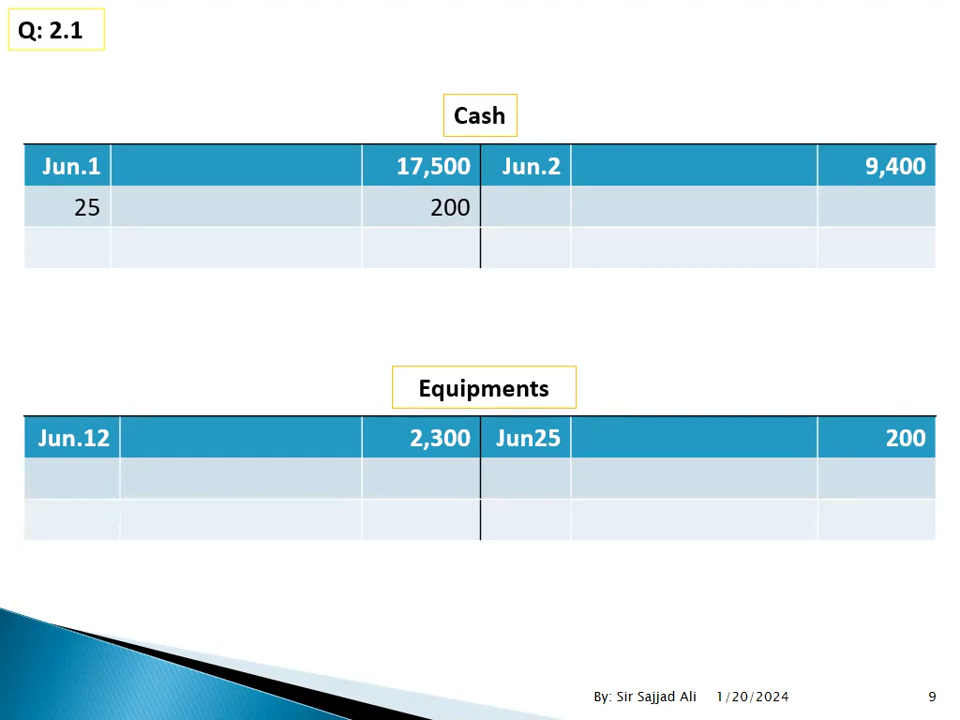 Q: 2.1
Cash
Jun.1 17,500 Jun.2 9,400
25 200
Equipments
Jun.12 2,300 Jun25 200
By: Sir Sajjad Ali 1/20/2024 9